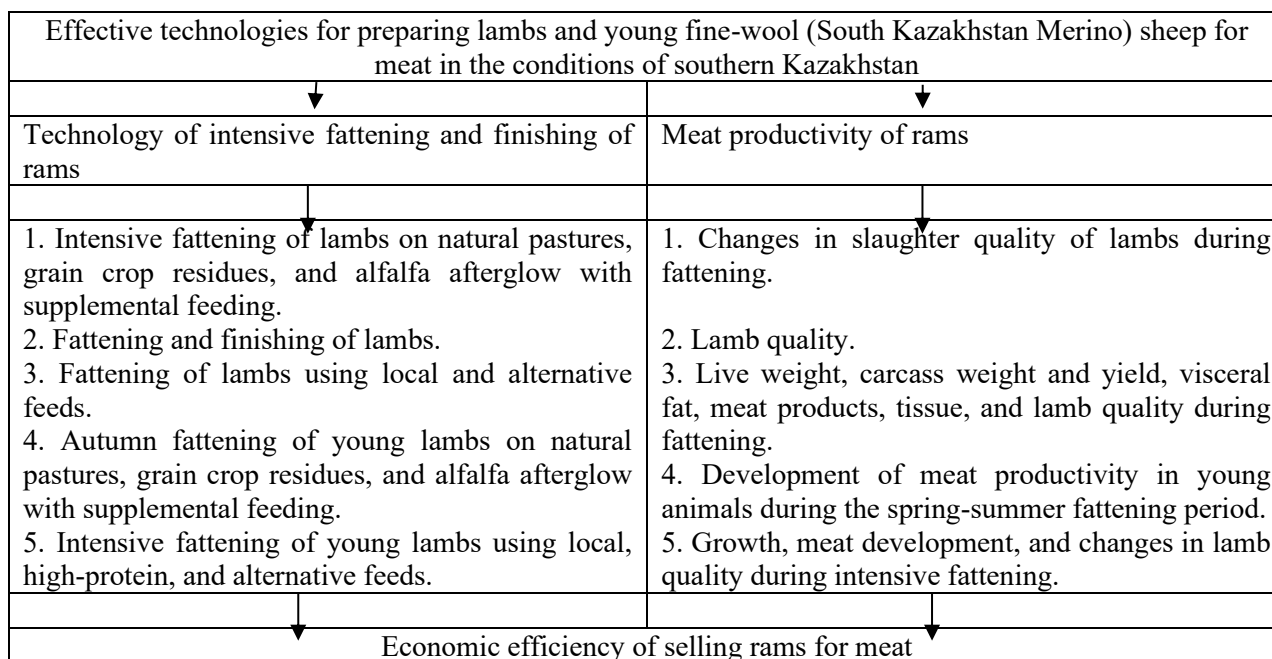 Effective technologies for preparing lambs and young fine-wool (South Kazakhstan Merino) sheep for
meat in the conditions of southern Kazakhstan
Technology of intensive fattening and finishing of
rams
Meat productivity of rams
1. Intensive fattening of lambs on natural pastures,
grain crop residues, and alfalfa afterglow with
supplemental feeding.
2. Fattening and finishing of lambs.
3. Fattening of lambs using local and alternative
feeds.
4. Autumn fattening of young lambs on natural
pastures, grain crop residues, and alfalfa afterglow
with supplemental feeding.
5. Intensive fattening of young lambs using local,
high-protein, and alternative feeds.
1. Changes in slaughter quality of lambs during
fattening.
2. Lamb quality.
3. Live weight, carcass weight and yield, visceral
fat, meat products, tissue, and lamb quality during
fattening.
4. Development of meat productivity in young
animals during the spring-summer fattening period.
5. Growth, meat development, and changes in lamb
quality during intensive fattening.
Economic efficiency of selling rams for meat